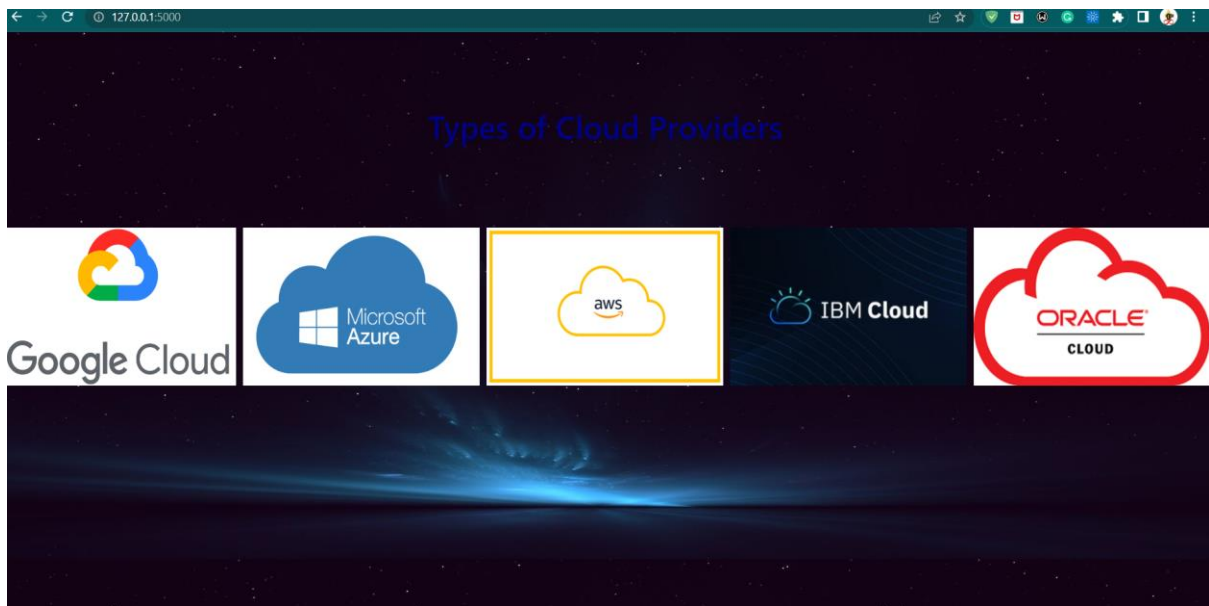 127.0.0.1:5000
Types of Cloud Providers
Google Cloud
Microsoft
Azure
aws
IBM Cloud
ORACLE
CLOUD